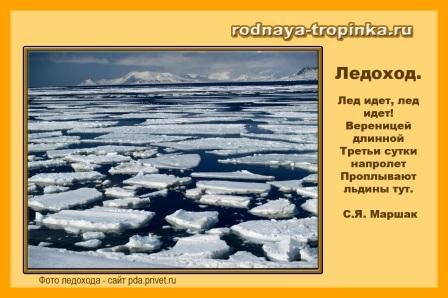 rodnaya-tropinka.ru
Ледоход.
Лед идет, лед
идет!
Вереницей
длинной
Третьи сутки
напролет
Проплывают
льдины тут.
С.Я. Маршак
Фото ледохода - сайт pda.privet.ru